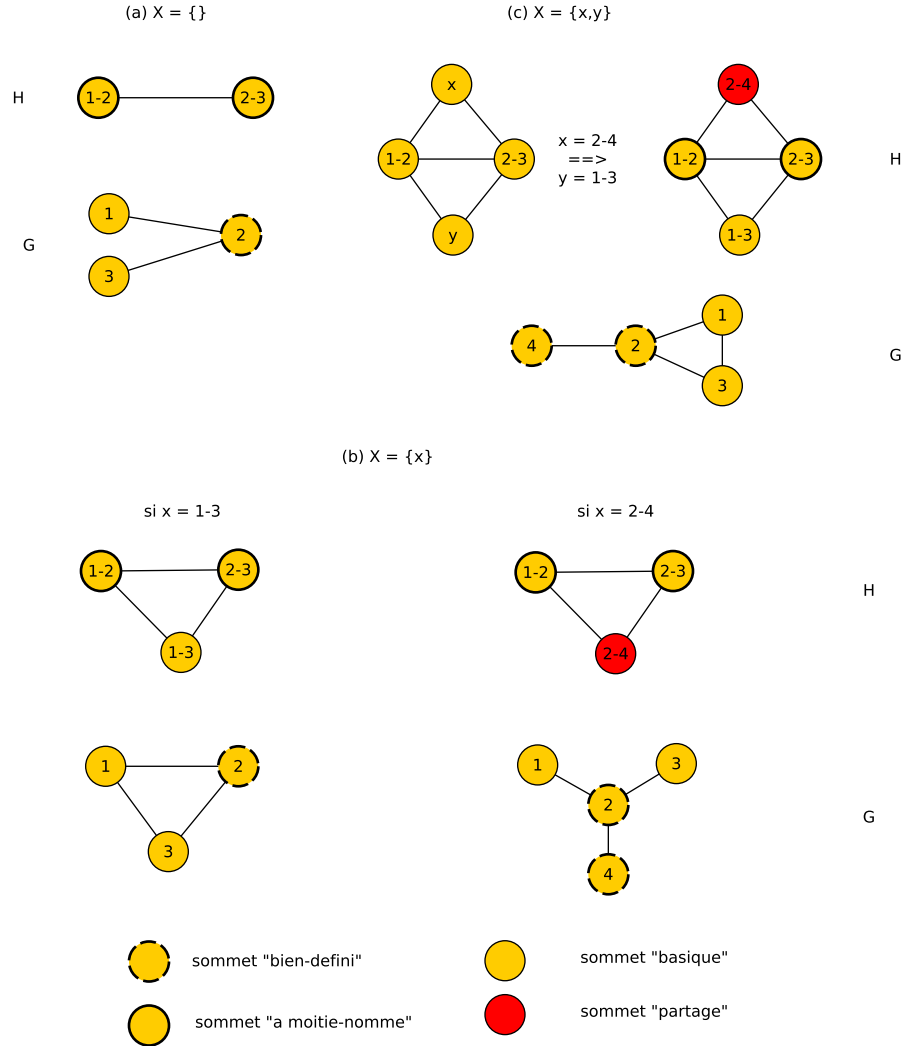 (a) X = {}
(c) X = {x,y}
H
1-2
2-3
x
1-2
2-3
y
x = 2-4
==>
y = 1-3
2-4
1-2
2-3
1-3
H
G
1
2
3
4
2
1
3
G
(b) X = {x}
si x = 1-3
si x = 2-4
1-2
2-3
1-3
1-2
2-3
2-4
H
1
2
3
1
3
2
4
G
sommet "bien-defini"
sommet "basique"
sommet "a moitie-nomme"
sommet "partage"